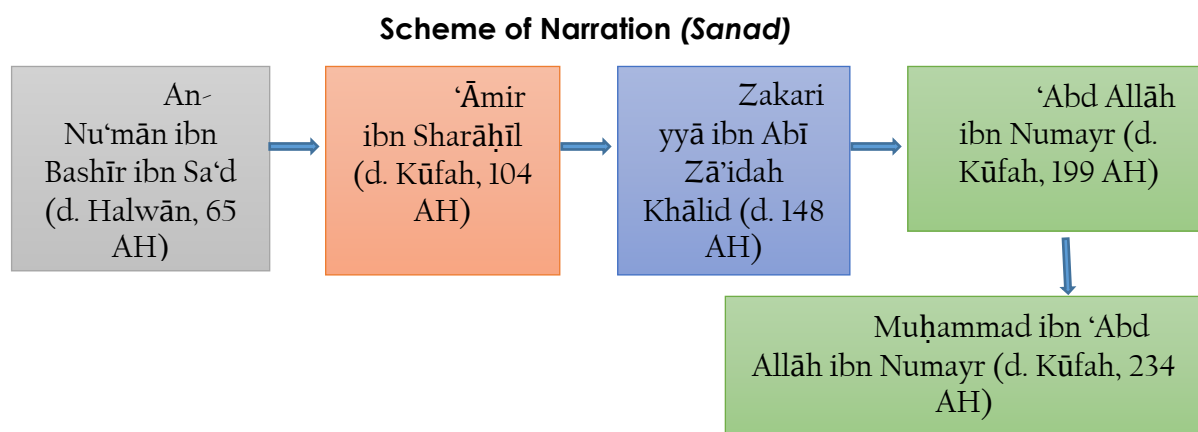 Scheme of Narration (Sanad)
An-
Nu‘mān ibn
Bashīr ibn Sa‘d
(d. Halwān, 65
AH)
‘Āmir
ibn Sharāḥīl
(d. Kūfah, 104
AH)
Zakari
yyā ibn Abī
Zā’idah
Khālid (d. 148
AH)
‘Abd Allāh
ibn Numayr (d.
Kūfah, 199 AH)
Muḥammad ibn ‘Abd
Allāh ibn Numayr (d. Kūfah, 234
AH)